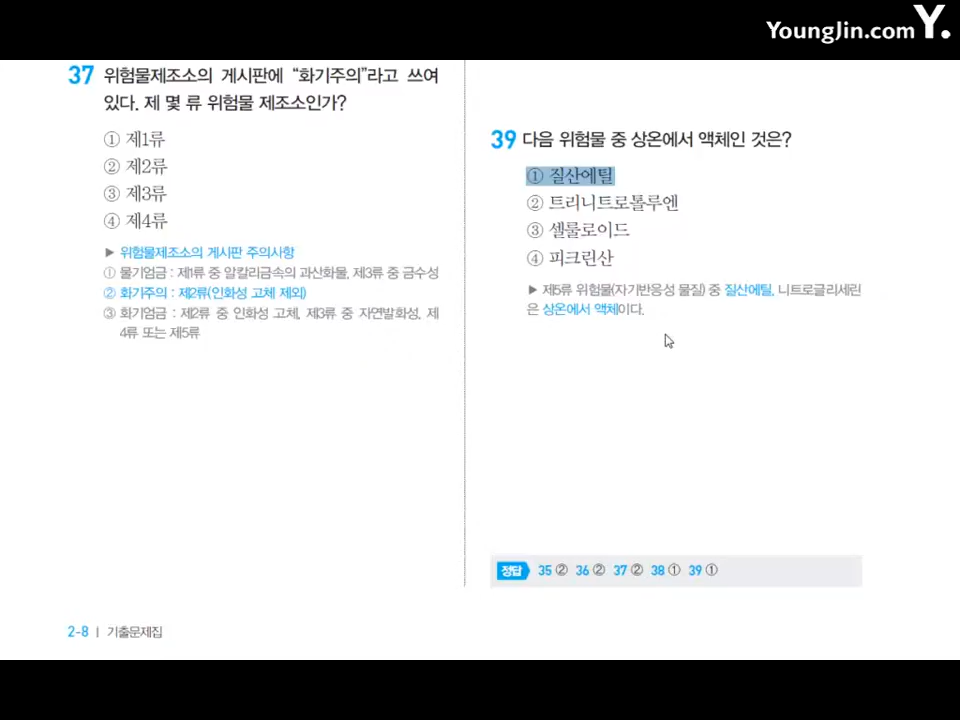 YoungJin.com Y.
37 위험물제조소의 게시판에 “화기주의”라고 쓰여
있다. 제 몇 류 위험물 제조소인가?
① 제1류
② 제2류
③ 제3류
④ 제4류
▶ 위험물제조소의 게시판 주의사항
① 물기엄금 : 제1류 중 알칼리금속의 과산화물, 제3류 중 금수성
② 화기주의 : 제2류(인화성 고체 제외)
③ 화기엄금 : 제2류 중 인화성 고체, 제3류 중 자연발화성, 제
4류 또는 제5류
39 다음 위험물 중 상온에서 액체인 것은?
① 질산에틸
② 트리니트로톨루엔
③ 셀룰로이드
④ 피크린산
▶ 제5류 위험물(자기반응성 물질) 중 질산에틸, 니트로글리세린
은 상온에서 액체이다.
정답 35 ② 36 ② 37 ② 38 ① 39 ①
2-8 | 기출문제집